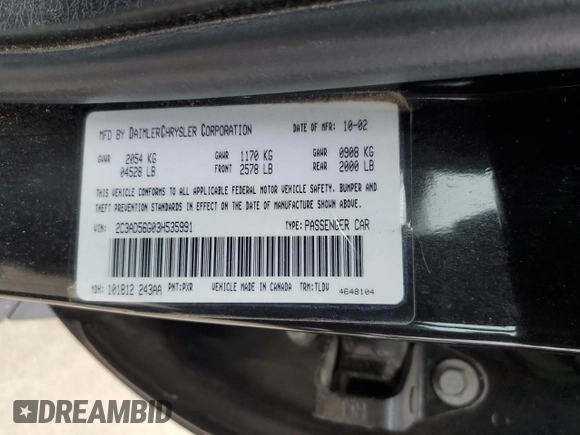 MFD BY DAIMLERCHRYSLER CORPORATION DATE OF MFR: 10-02
GVWR 2054 KG GAWR 1170 KG GAWR 0908 KG
04528 LB FRONT 2578 LB REAR 2000 LB
THIS VEHICLE CONFORMS TO ALL APPLICABLE FEDERAL MOTOR VEHICLE SAFETY, BUMPER AND
THEFT PREVENTION STANDARDS IN EFFECT ON THE DATE OF MANUFACTURE SHOWN ABOVE.
VIN: 2C3AD56G03H535991 TYPE: PASSENGER CAR
MDH: 101812 243AA PNT:PXR VEHICLE MADE IN CANADA TRM:TLDV
4648104
DREAMBID